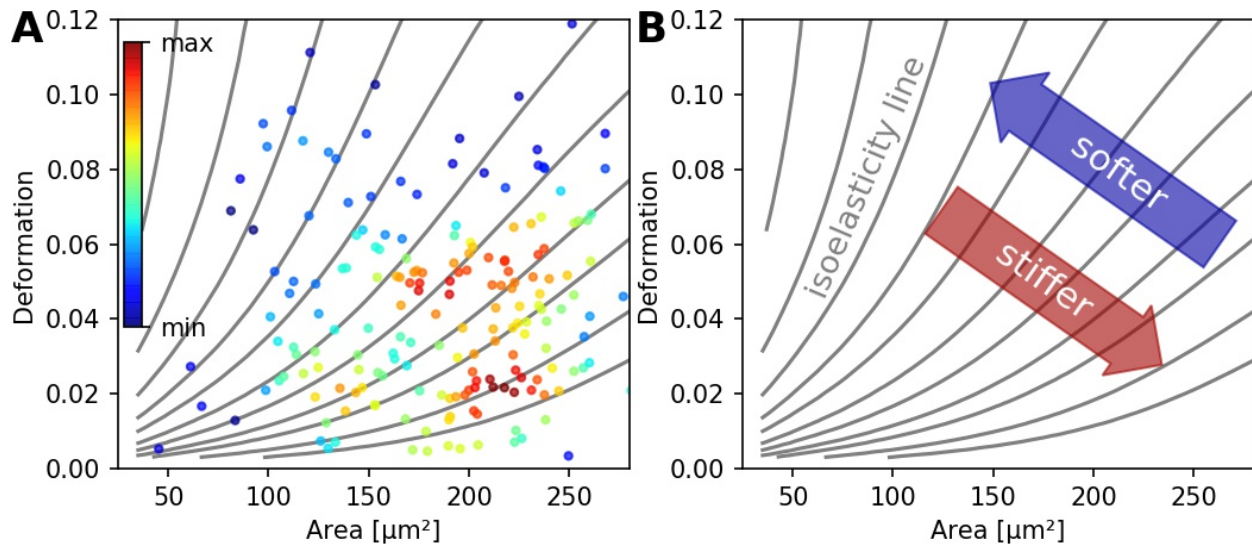 A
max
min
0.12
0.10
0.08
0.06
0.04
0.02
0.00
Deformation
50
100
150
200
250
Area [µm²]
B
isoelasticity line
softer
stiffer
0.12
0.10
0.08
0.06
0.04
0.02
0.00
Deformation
50
100
150
200
250
Area [µm²]